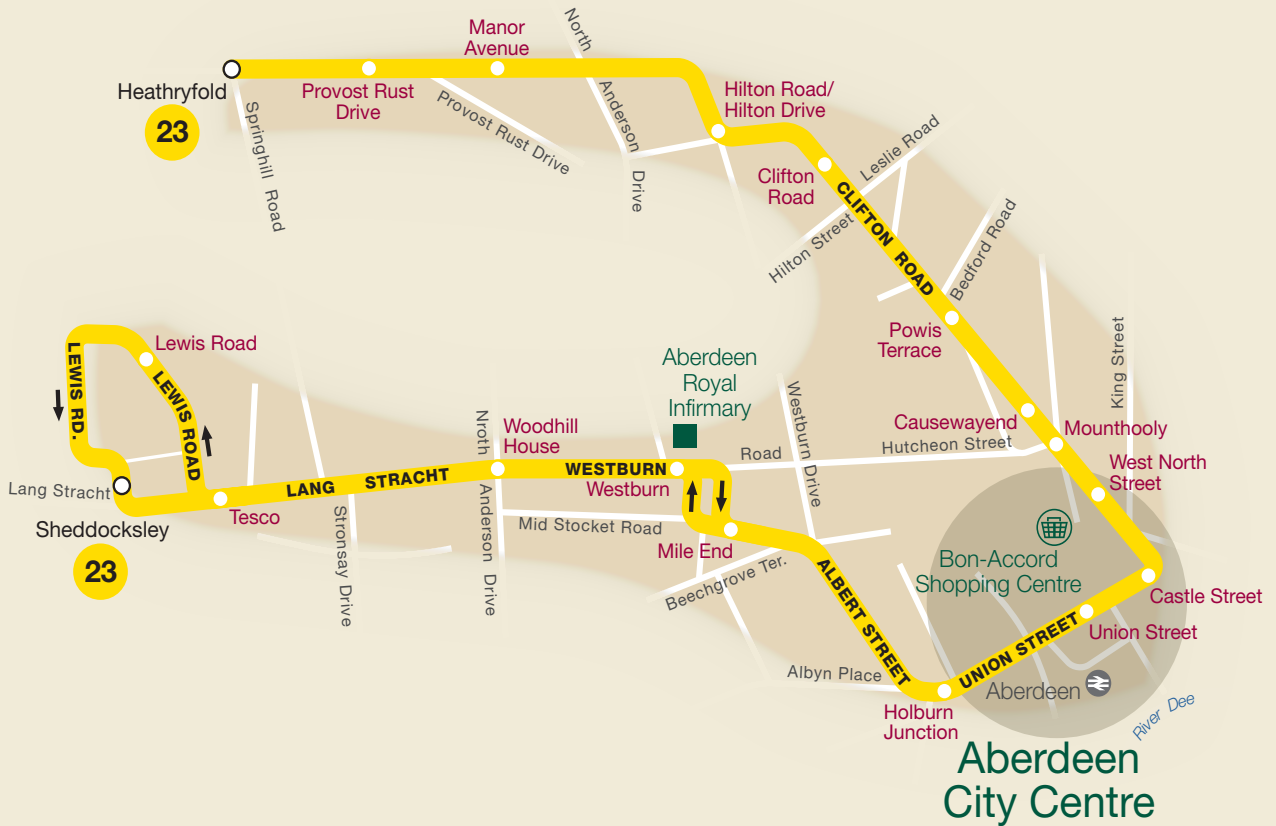 North
Anderson
Drive
Manor
Avenue
Heathryfold
23
Provost Rust
Drive
Provost Rust Drive
Springhill Road
Hilton Road/
Hilton Drive
Clifton
Road
CLIFTON ROAD
Leslie Road
Hilton Street
Bedford Road
Powis
Terrace
King Street
Causewayend
Mounthooly
Hutcheon Street
West North
Street
LEWIS RD.
Lewis Road
LEWIS ROAD
Lang Stracht
Sheddocksley
23
Tesco
LANG STRACHT
Stronsay Drive
Nroth
Anderson Drive
Woodhill
House
Aberdeen
Royal
Infirmary
WESTBURN
Westburn
Road
Westburn Drive
Mid Stocket Road
Mile End
Beechgrove Ter.
ALBERT STREET
Albyn Place
Holburn
Junction
UNION STREET
Bon-Accord
Shopping Centre
Castle Street
Union Street
Aberdeen
River Dee
Aberdeen
City Centre